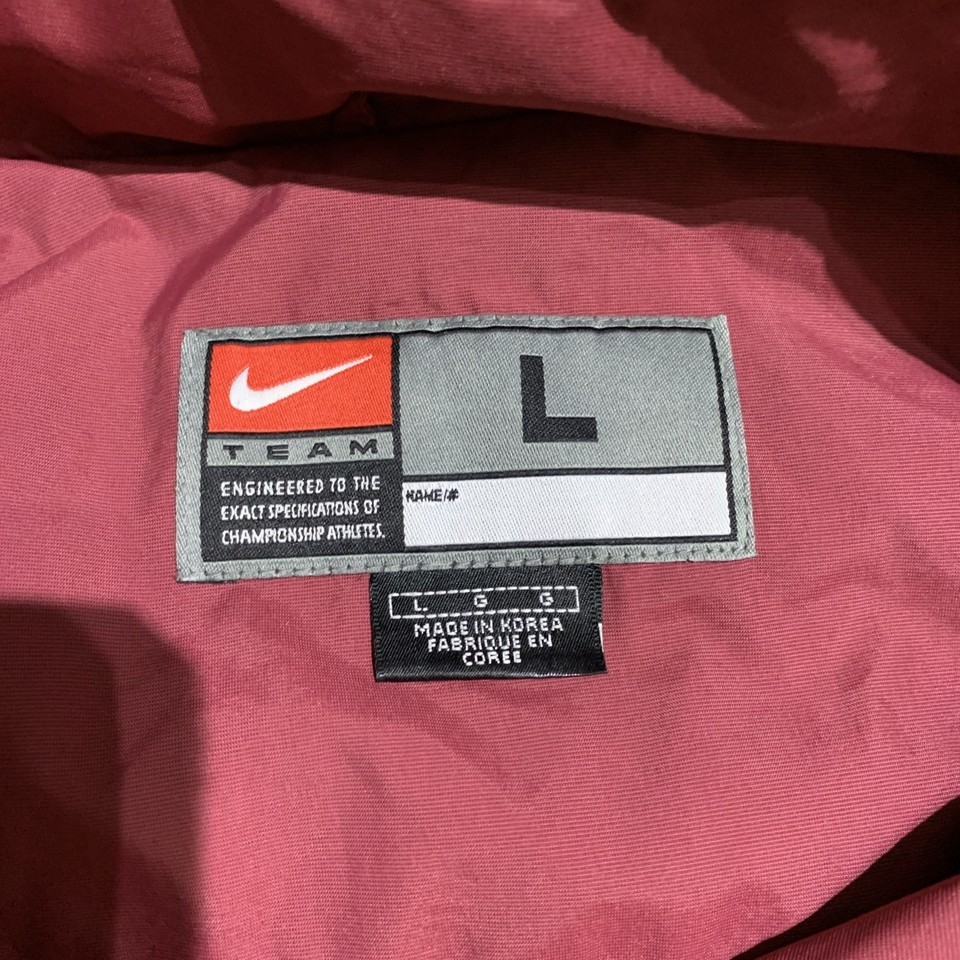 TEAM
ENGINEERED TO THE
EXACT SPECIFICATIONS OF
CHAMPIONSHIP ATHLETES.
L
NAME/#
L G G
MADE IN KOREA
FABRIQUE EN
COREE